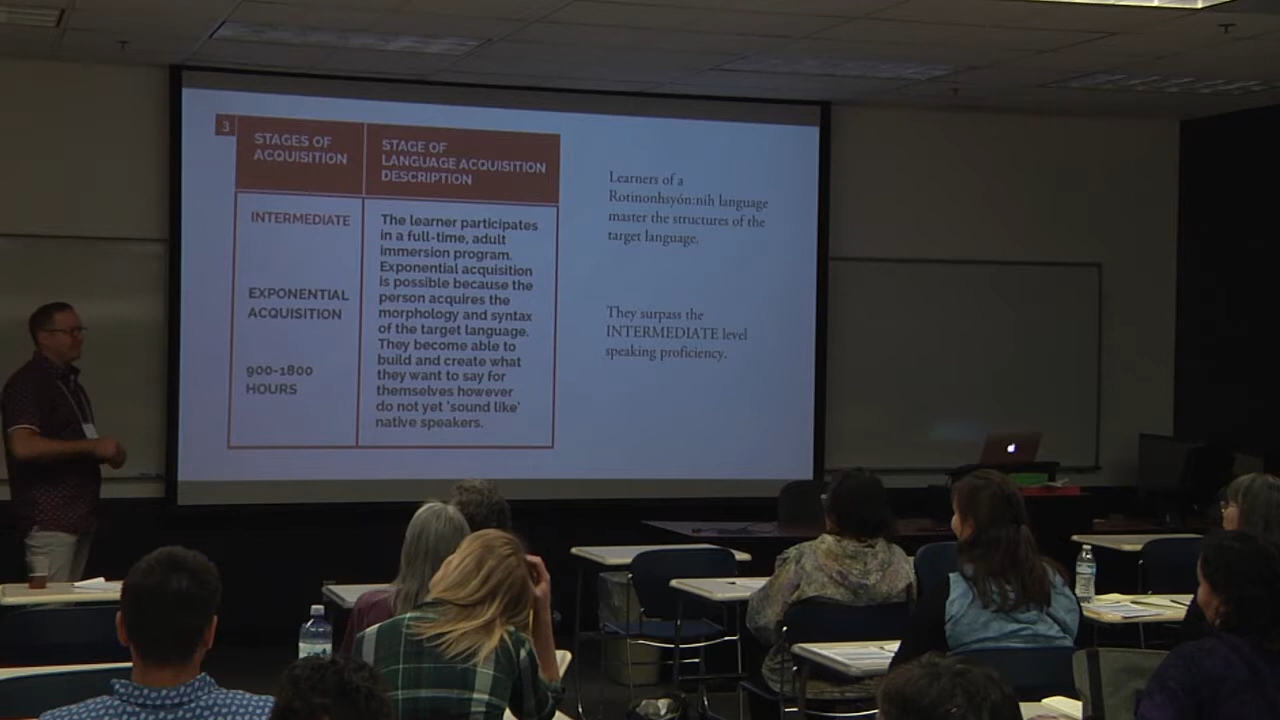 3
STAGES OF
ACQUISITION
STAGE OF
LANGUAGE ACQUISITION
DESCRIPTION
INTERMEDIATE
EXPONENTIAL
ACQUISITION
900-1800
HOURS
The learner participates
in a full-time, adult
immersion program.
Exponential acquisition
is possible because the
person acquires the
morphology and syntax
of the target language.
They become able to
build and create what
they want to say for
themselves however
do not yet 'sound like'
native speakers.
Learners of a
Rotinonhsyón:nih language
master the structures of the
target language.
They surpass the
INTERMEDIATE level
speaking proficiency.